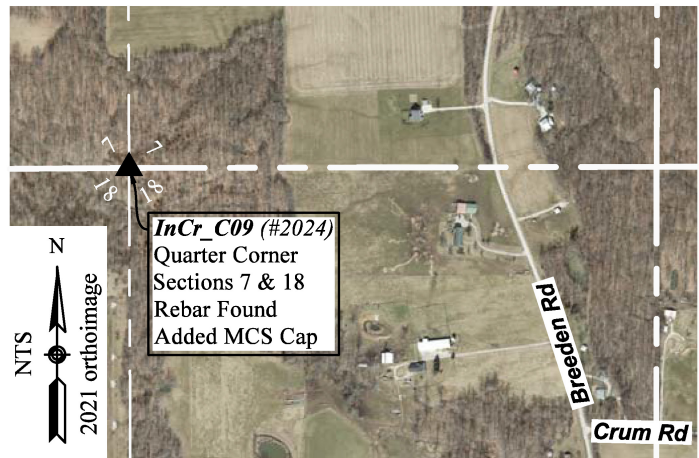 7 7
18 18
InCr_C09 (#2024)
Quarter Corner
Sections 7 & 18
Rebar Found
Added MCS Cap
N
NTS
2021 orthoimage
Breeden Rd
Crum Rd